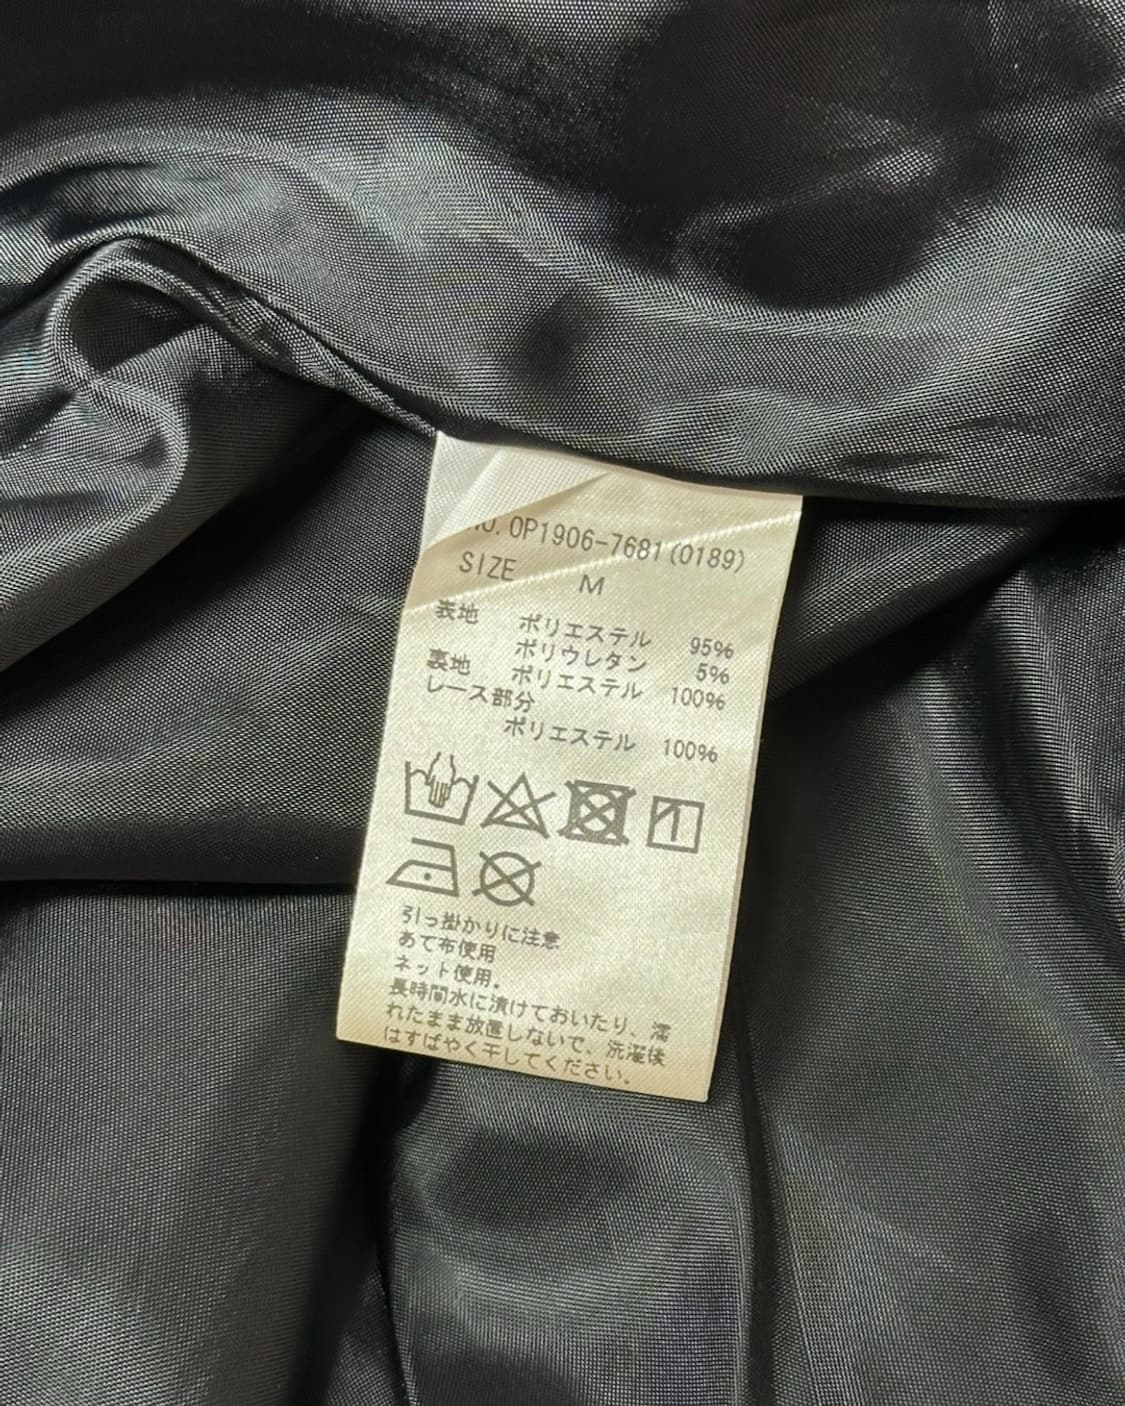 NO. OP1906-7681(0189)
SIZE M
表地 ポリエステル 95%
ポリウレタン 5%
裏地 ポリエステル 100%
レース部分
ポリエステル 100%
引っ掛かりに注意
あて布使用
ネット使用。
長時間水に漬けておいたり、濡
れたまま放置しないで、洗濯後
はすばやく干してください。